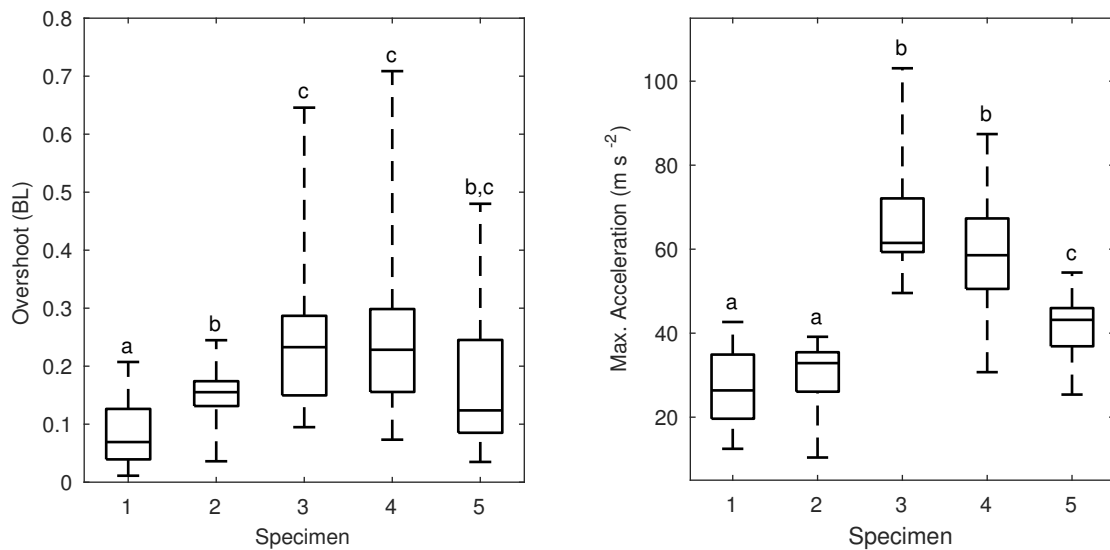 0.8
0.7
0.6
0.5
0.4
0.3
0.2
0.1
0
Overshoot (BL)
a
b
c
c
b,c
1 2 3 4 5
Specimen
100
80
60
40
20
Max. Acceleration (m s -2)
a
a
b
b
c
1 2 3 4 5
Specimen